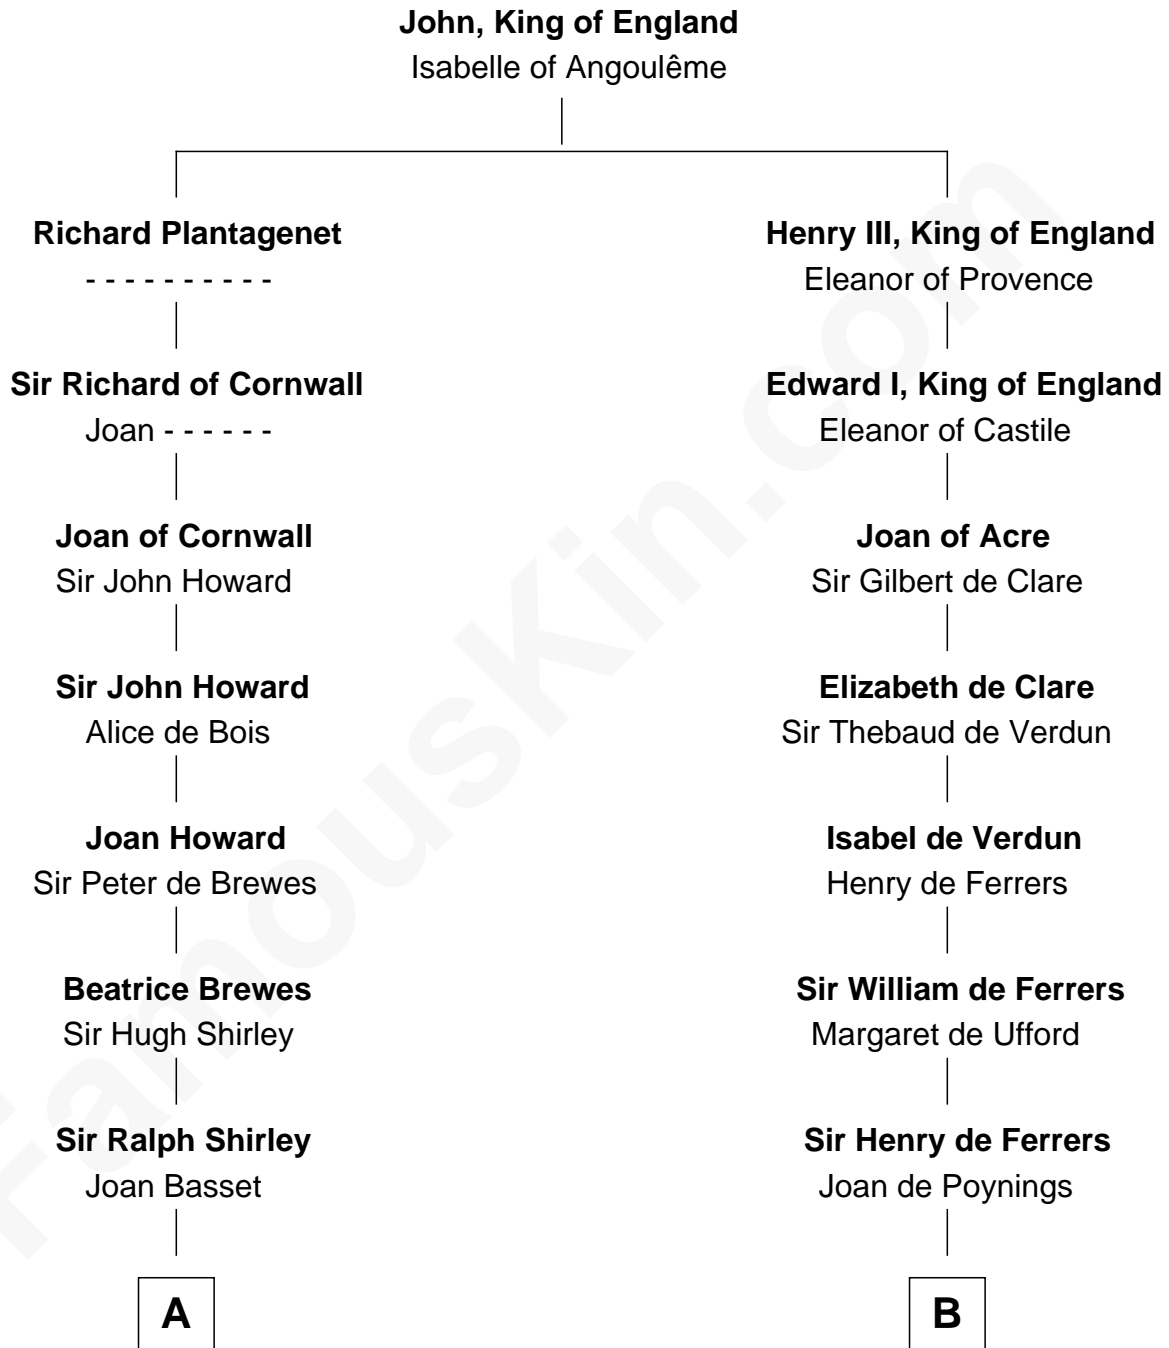 John, King of England
Isabelle of Angoulême
Richard Plantagenet
- - - - - - - - - -
Sir Richard of Cornwall
Joan - - - - - -
Joan of Cornwall
Sir John Howard
Sir John Howard
Alice de Bois
Joan Howard
Sir Peter de Brewes
Beatrice Brewes
Sir Hugh Shirley
Sir Ralph Shirley
Joan Basset
A
Henry III, King of England
Eleanor of Provence
Edward I, King of England
Eleanor of Castile
Joan of Acre
Sir Gilbert de Clare
Elizabeth de Clare
Sir Thebaud de Verdun
Isabel de Verdun
Henry de Ferrers
Sir William de Ferrers
Margaret de Ufford
Sir Henry de Ferrers
Joan de Poynings
B
FamousKin.com